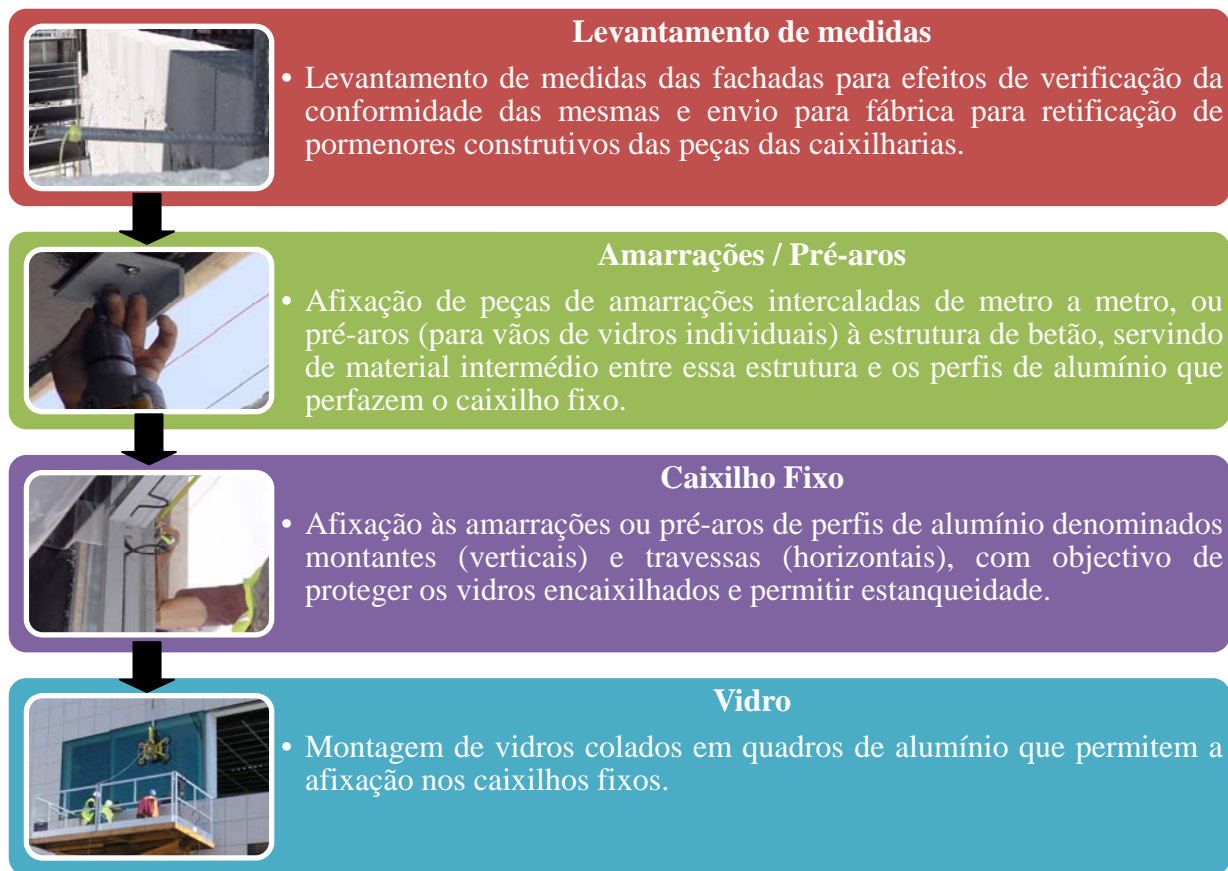 Levantamento de medidas
• Levantamento de medidas das fachadas para efeitos de verificação da
conformidade das mesmas e envio para fábrica para retificação de
pormenores construtivos das peças das caixilharias.
Amarrações / Pré-aros
• Afixação de peças de amarrações intercaladas de metro a metro, ou
pré-aros (para vãos de vidros individuais) à estrutura de betão, servindo
de material intermédio entre essa estrutura e os perfis de alumínio que
perfazem o caixilho fixo.
Caixilho Fixo
• Afixação às amarrações ou pré-aros de perfis de alumínio denominados
montantes (verticais) e travessas (horizontais), com objectivo de
proteger os vidros encaixilhados e permitir estanqueidade.
Vidro
• Montagem de vidros colados em quadros de alumínio que permitem a
afixação nos caixilhos fixos.